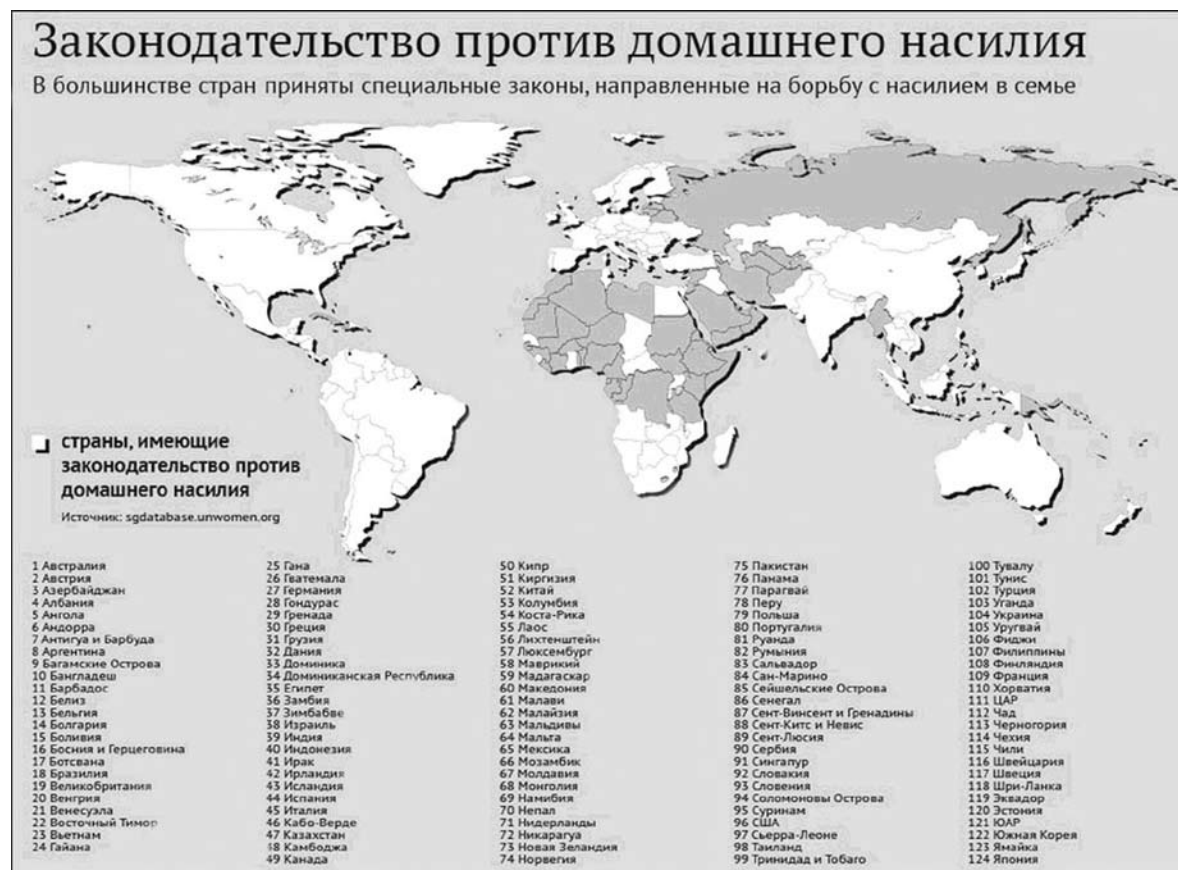 Законодательство против домашнего насилия
В большинстве стран приняты специальные законы, направленные на борьбу с насилием в семье
страны, имеющие
законодательство против
домашнего насилия
Источник: sgdatabase.unwomen.org
1 Австралия
2 Австрия
3 Азербайджан
4 Албания
5 Ангола
6 Андорра
7 Антигуа и Барбуда
8 Аргентина
9 Багамские Острова
10 Бангладеш
11 Барбадос
12 Белиз
13 Бельгия
14 Болгария
15 Боливия
16 Босния и Герцеговина
17 Ботсвана
18 Бразилия
19 Великобритания
20 Венгрия
21 Венесуэла
22 Восточный Тимор
23 Вьетнам
24 Гайана
25 Гана
26 Гватемала
27 Германия
28 Гондурас
29 Гренада
30 Греция
31 Грузия
32 Дания
33 Доминика
34 Доминиканская Республика
35 Египет
36 Замбия
37 Зимбабве
38 Израиль
39 Индия
40 Индонезия
41 Ирак
42 Ирландия
43 Исландия
44 Испания
45 Италия
46 Кабо-Верде
47 Казахстан
48 Камбоджа
49 Канада
50 Кипр
51 Киргизия
52 Китай
53 Колумбия
54 Коста-Рика
55 Лаос
56 Лихтенштейн
57 Люксембург
58 Маврикий
59 Мадагаскар
60 Македония
61 Малави
62 Малайзия
63 Мальдивы
64 Мальта
65 Мексика
66 Мозамбик
67 Молдавия
68 Монголия
69 Намибия
70 Непал
71 Нидерланды
72 Никарагуа
73 Новая Зеландия
74 Норвегия
75 Пакистан
76 Панама
77 Парагвай
78 Перу
79 Польша
80 Португалия
81 Руанда
82 Румыния
83 Сальвадор
84 Сан-Марино
85 Сейшельские Острова
86 Сенегал
87 Сент-Винсент и Гренадины
88 Сент-Китс и Невис
89 Сент-Люсия
90 Сербия
91 Сингапур
92 Словакия
93 Словения
94 Соломоновы Острова
95 Суринам
96 США
97 Сьерра-Леоне
98 Таиланд
99 Тринидад и Тобаго
100 Тувалу
101 Тунис
102 Турция
103 Уганда
104 Украина
105 Уругвай
106 Фиджи
107 Филиппины
108 Финляндия
109 Франция
110 Хорватия
111 ЦАР
112 Чад
113 Черногория
114 Чехия
115 Чили
116 Швейцария
117 Швеция
118 Шри-Ланка
119 Эквадор
120 Эстония
121 ЮАР
122 Южная Корея
123 Ямайка
124 Япония